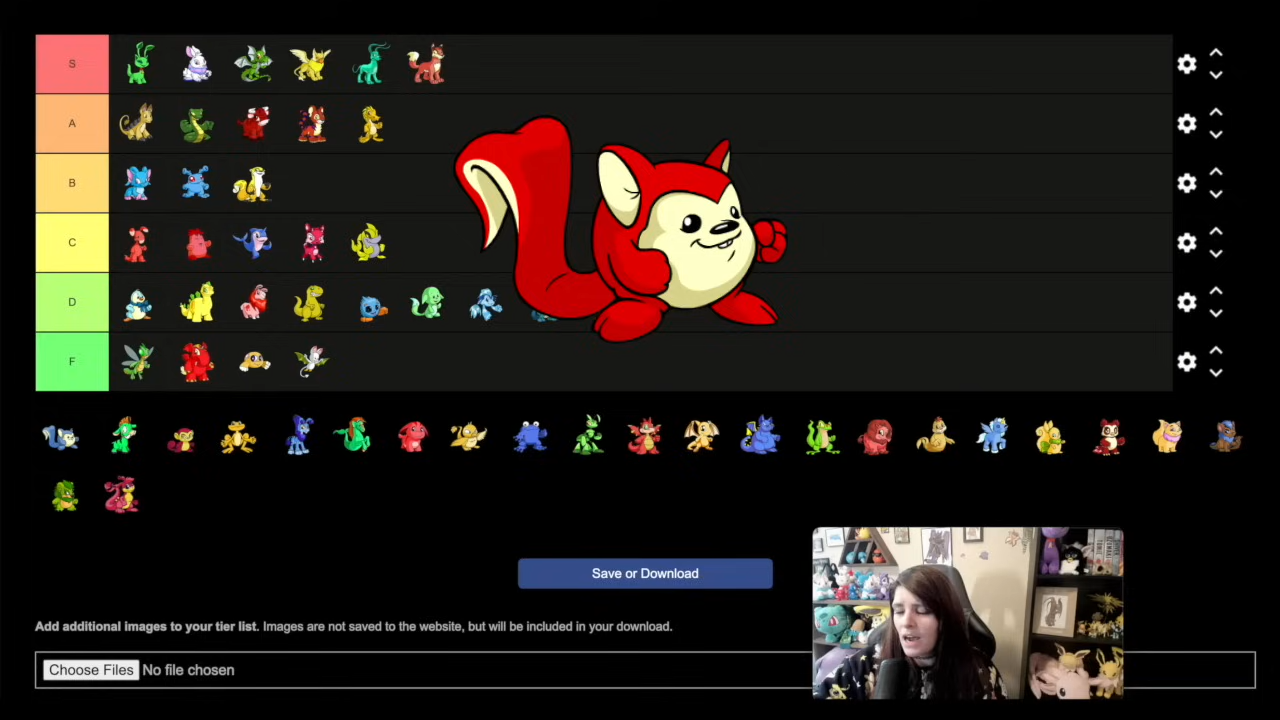 S
A
B
C
D
F
Save or Download
Add additional images to your tier list. Images are not saved to the website, but will be included in your download.
Choose Files No file chosen